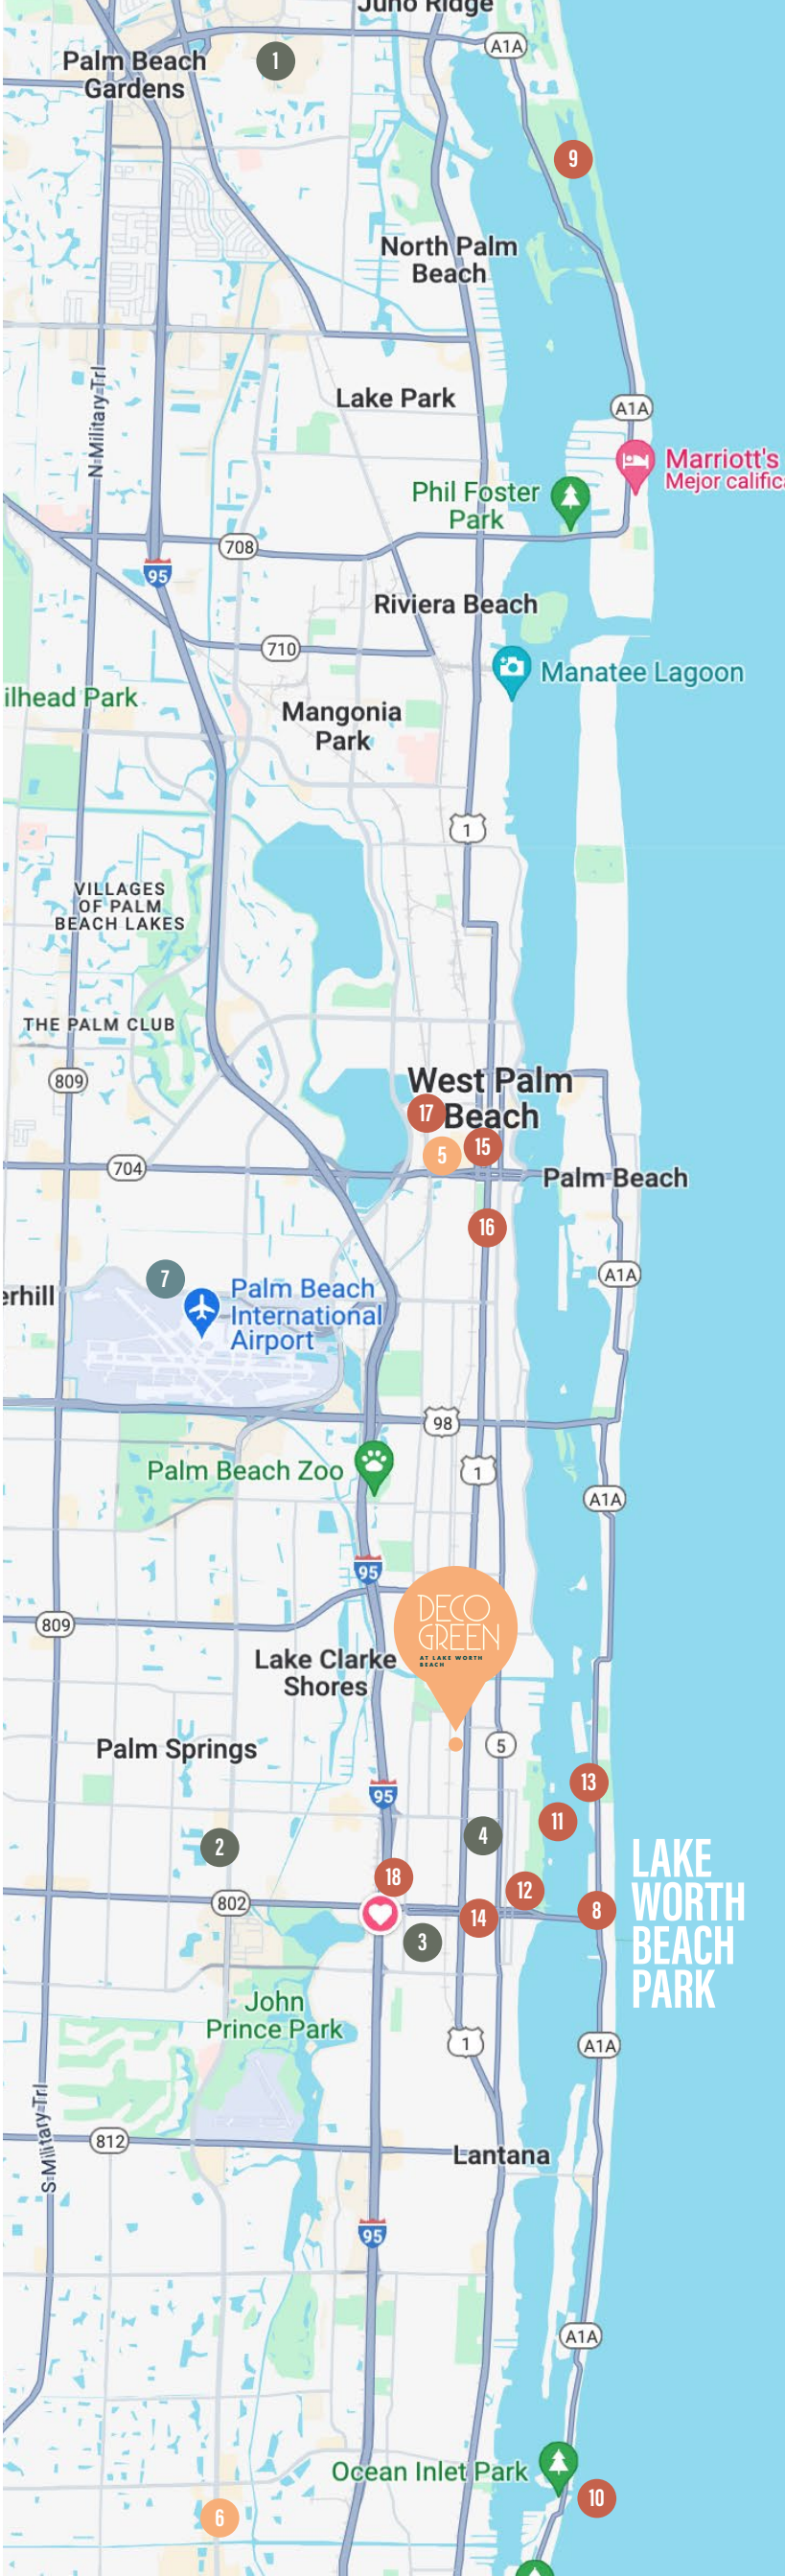 Juno Ridge
A1A
Palm Beach
Gardens
1
9
North Palm
Beach
N Military Trl
Lake Park
A1A
Marriott's
Mejor califica
Phil Foster
Park
708
95
Riviera Beach
710
Manatee Lagoon
ilhead Park
Mangonia
Park
1
VILLAGES
OF PALM
BEACH LAKES
THE PALM CLUB
809
West Palm
Beach
17
15
5
704
Palm Beach
16
7
A1A
erhill
Palm Beach
International
Airport
98
Palm Beach Zoo
1
A1A
95
DECO
GREEN
AT LAKE WORTH
BEACH
809
Lake Clarke
Shores
Palm Springs
5
13
95
11
4
2
LAKE
WORTH
BEACH
PARK
18
12
802
8
14
3
John
Prince Park
1
A1A
S Military Trl
812
Lantana
95
A1A
Ocean Inlet Park
10
6